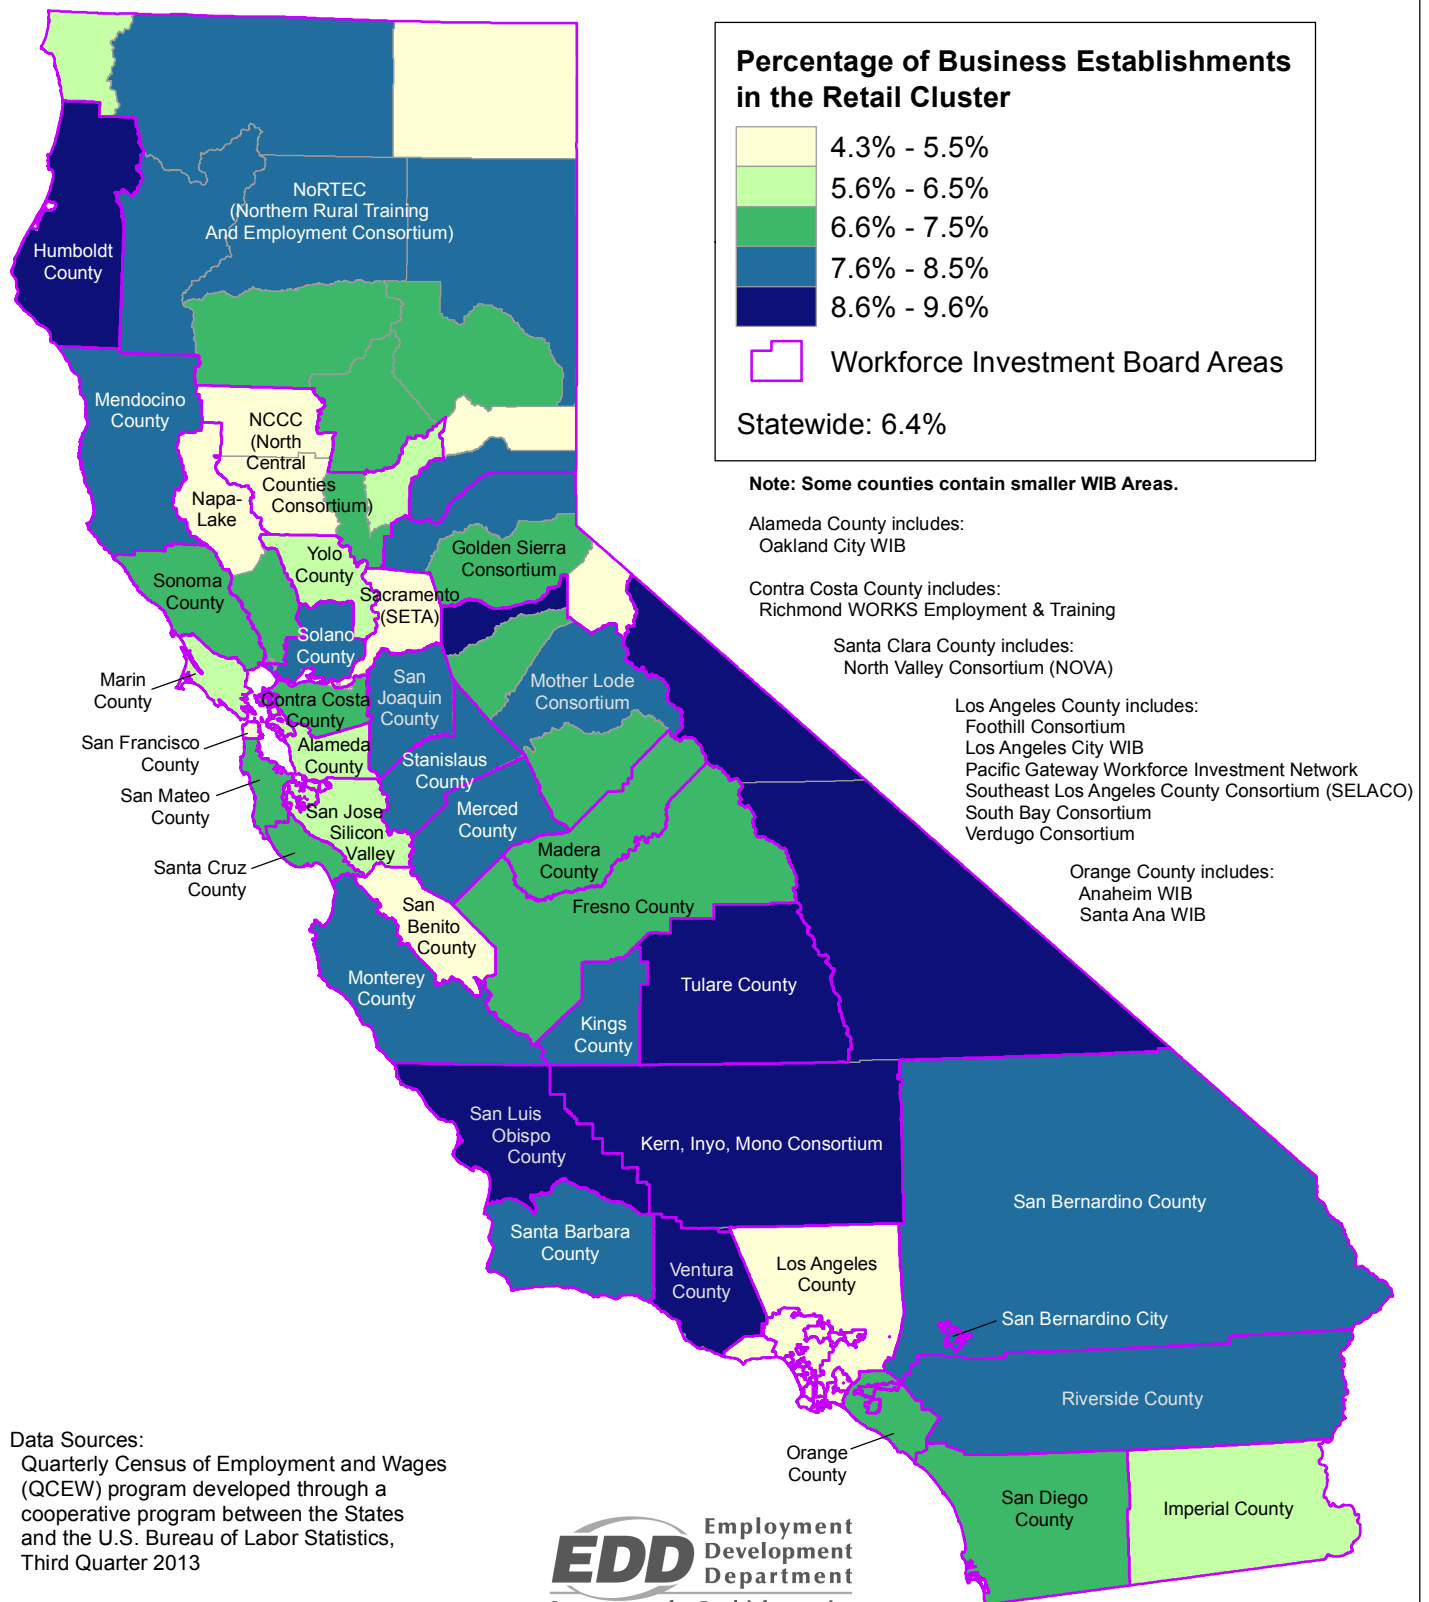 Percentage of Business Establishments
in the Retail Cluster
4.3% - 5.5%
5.6% - 6.5%
6.6% - 7.5%
7.6% - 8.5%
8.6% - 9.6%
Workforce Investment Board Areas
Statewide: 6.4%
Note: Some counties contain smaller WIB Areas.
Alameda County includes:
Oakland City WIB
Contra Costa County includes:
Richmond WORKS Employment & Training
Santa Clara County includes:
North Valley Consortium (NOVA)
Los Angeles County includes:
Foothill Consortium
Los Angeles City WIB
Pacific Gateway Workforce Investment Network
Southeast Los Angeles County Consortium (SELACO)
South Bay Consortium
Verdugo Consortium
Orange County includes:
Anaheim WIB
Santa Ana WIB
NoRTEC
(Northern Rural Training
And Employment Consortium)
Humboldt
County
Mendocino
County
NCCC
(North
Central
Counties
Consortium)
Napa-
Lake
Yolo
County
Golden Sierra
Consortium
Sonoma
County
Sacramento
(SETA)
Solano
County
Marin
County
Contra Costa
County
San
Joaquin
County
Mother Lode
Consortium
San Francisco
County
Alameda
County
Stanislaus
County
San Mateo
County
San Jose
Silicon
Valley
Merced
County
Santa Cruz
County
Madera
County
San
Benito
County
Fresno County
Monterey
County
Tulare County
Kings
County
San Luis
Obispo
County
Kern, Inyo, Mono Consortium
San Bernardino County
Santa Barbara
County
Ventura
County
Los Angeles
County
San Bernardino City
Riverside County
Orange
County
San Diego
County
Imperial County
Data Sources:
Quarterly Census of Employment and Wages
(QCEW) program developed through a
cooperative program between the States
and the U.S. Bureau of Labor Statistics,
Third Quarter 2013
EDD
Employment
Development
Department